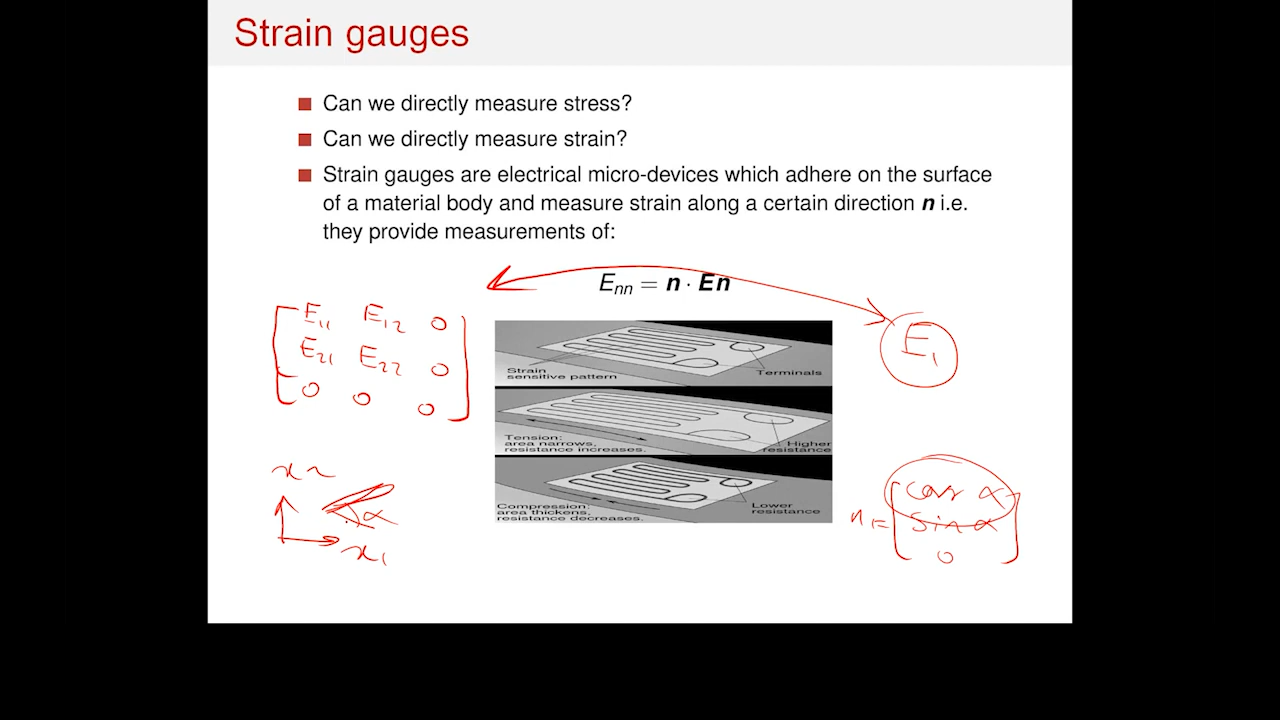 Strain gauges
Can we directly measure stress?
Can we directly measure strain?
Strain gauges are electrical micro-devices which adhere on the surface
of a material body and measure strain along a certain direction n i.e.
they provide measurements of:
Enn = n · En
E11 E12 0
E21 E22 0
0 0 0
E1
Strain
sensitive pattern
Terminals
Tension:
area narrows,
resistance increases.
Higher
resistance
Compression:
area thickens,
resistance decreases.
Lower
resistance
x2
α
x1
n1=
cos α
sin α
0